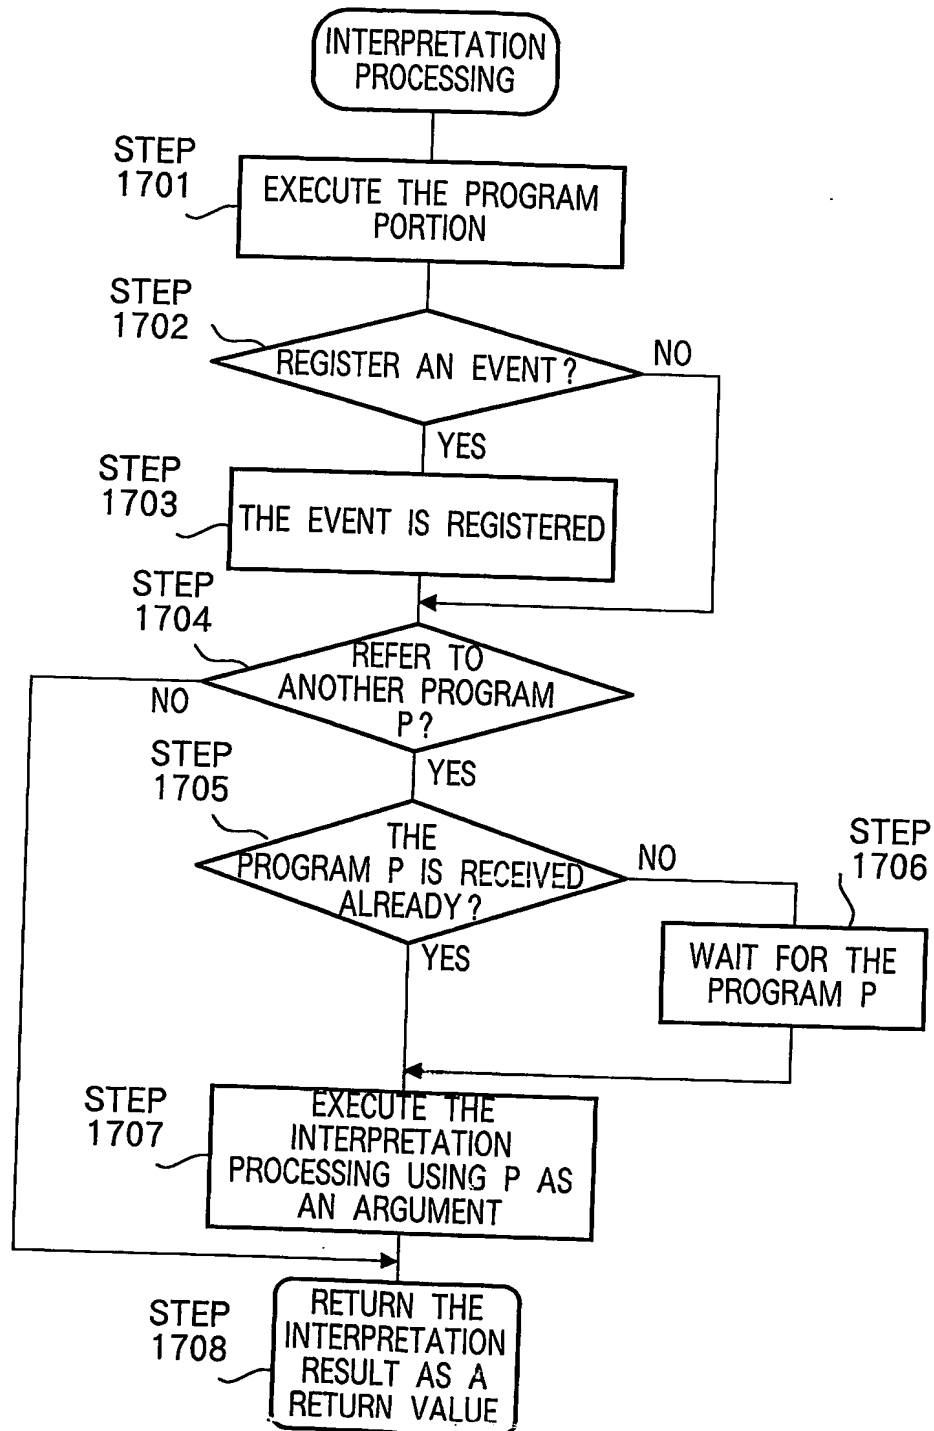 INTERPRETATION
PROCESSING
STEP
1701
EXECUTE THE PROGRAM
PORTION
STEP
1702
REGISTER AN EVENT?
NO
YES
STEP
1703
THE EVENT IS REGISTERED
STEP
1704
REFER TO
ANOTHER PROGRAM
P?
NO
YES
STEP
1705
THE
PROGRAM P IS RECEIVED
ALREADY?
NO
STEP
1706
YES
WAIT FOR THE
PROGRAM P
STEP
1707
EXECUTE THE
INTERPRETATION
PROCESSING USING P AS
AN ARGUMENT
STEP
1708
RETURN THE
INTERPRETATION
RESULT AS A
RETURN VALUE